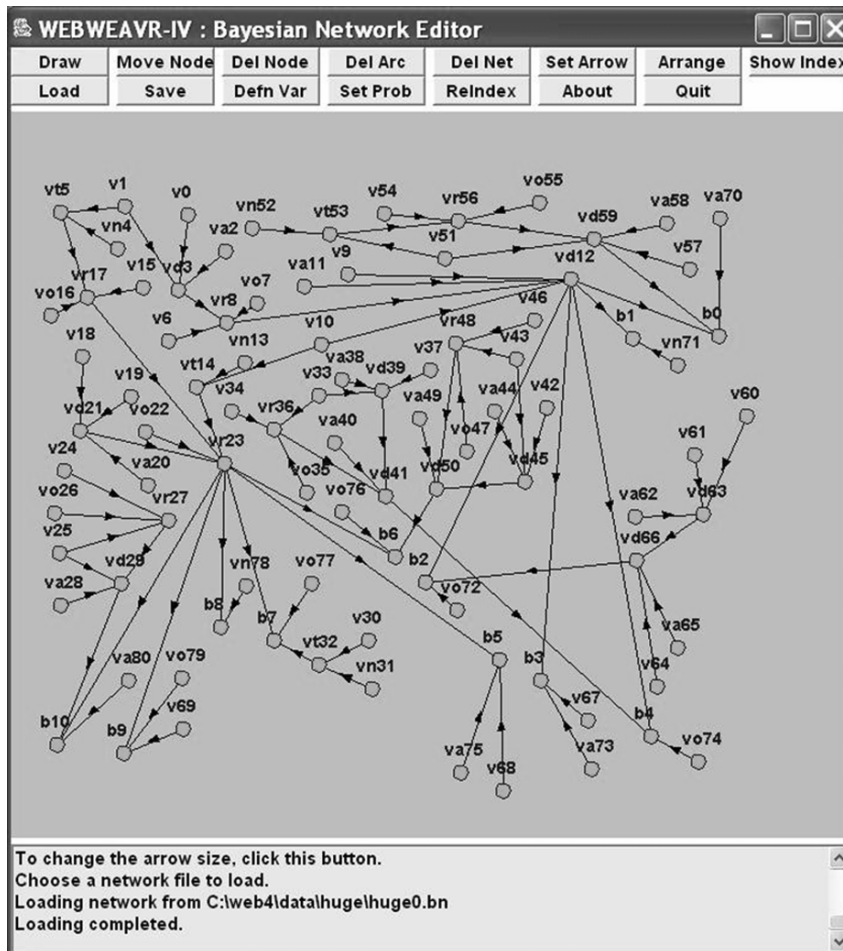 WEBWEAVR-IV : Bayesian Network Editor
Draw Move Node Del Node Del Arc Del Net Set Arrow Arrange Show Index
Load Save Defn Var Set Prob ReIndex About Quit
vt5 v1 v0 vn52 v54 vr56 vo55 va58 va70
vn4 va2 vt53 vd59
v51 v57
vr17 v15 vd3 va11 v9 vd12
vo16 vr8 vo7 v46 b1 b0
v6 v10 vr48
v18 vt14 vn13 v43 vn71
v19 v34 v33 va38 vd39 v37
vd21 vo22 vr36 va40 va49 va44 v42 v60
v24 vr23 vo47 v61
va20 vo35 vd41 vd50 vd45
vo26 vr27 vo76 va62 vd63
v25 b6 vd66
vd29 b2
va28 b8 vn78 b7 vo77 vo72
vt32 v30 b5 va65
va80 vo79 vn31 b3 v64
b10 b9 v69 v67 b4
va75 v68 va73 vo74
To change the arrow size, click this button.
Choose a network file to load.
Loading network from C:\web4\data\huge\huge0.bn
Loading completed.